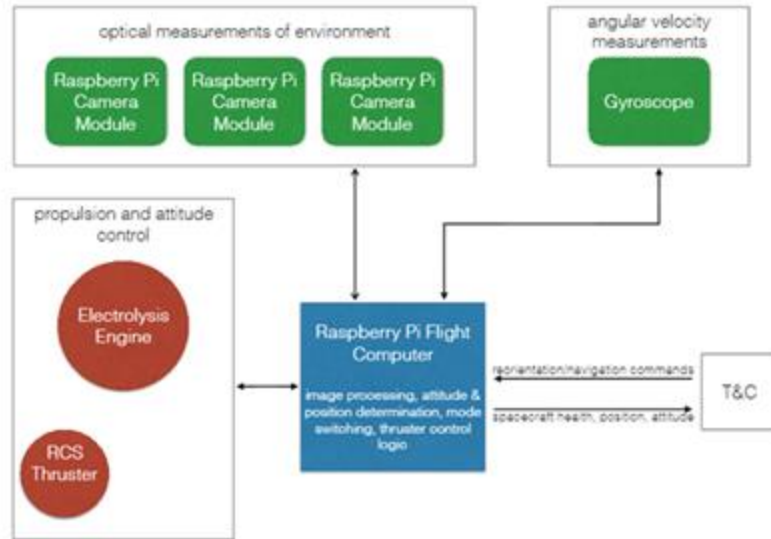 optical measurements of environment
Raspberry Pi
Camera
Module
Raspberry Pi
Camera
Module
Raspberry Pi
Camera
Module
angular velocity
measurements
Gyroscope
propulsion and attitude
control
Electrolysis
Engine
RCS
Thruster
Raspberry Pi Flight
Computer
image processing, attitude &
position determination, mode
switching, thruster control
logic
reorientation/navigation commands
spacecraft health, position, attitude
T&C